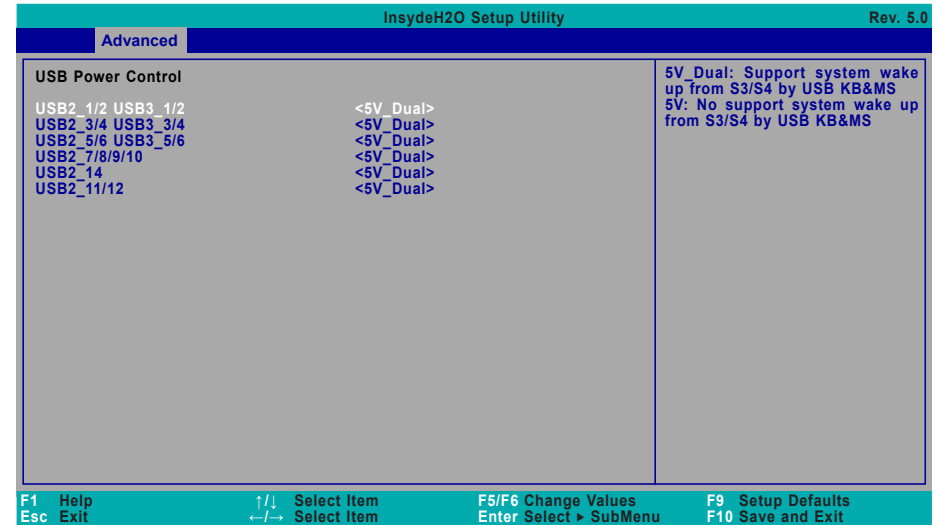 InsydeH2O Setup Utility Rev. 5.0
Advanced
USB Power Control
USB2_1/2 USB3_1/2 <5V_Dual>
USB2_3/4 USB3_3/4 <5V_Dual>
USB2_5/6 USB3_5/6 <5V_Dual>
USB2_7/8/9/10 <5V_Dual>
USB2_14 <5V_Dual>
USB2_11/12 <5V_Dual>
5V_Dual: Support system wake
up from S3/S4 by USB KB&MS
5V: No support system wake up
from S3/S4 by USB KB&MS
F1 Help ↑/↓ Select Item F5/F6 Change Values F9 Setup Defaults
Esc Exit ←/→ Select Item Enter Select ▶ SubMenu F10 Save and Exit